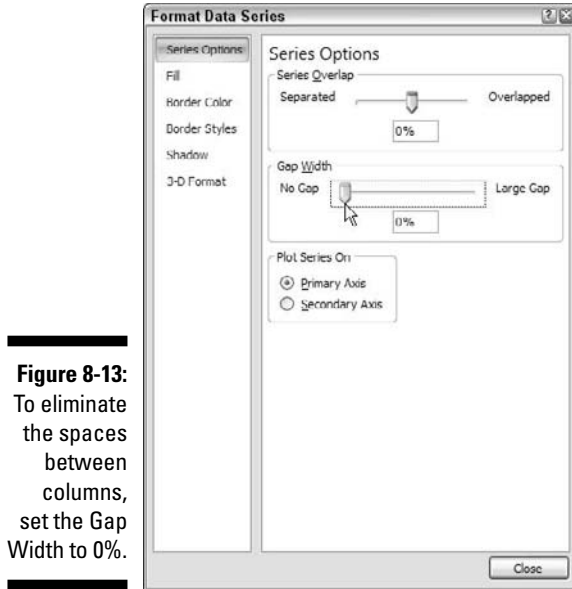 Format Data Series
Series Options
Fill
Border Color
Border Styles
Shadow
3-D Format
Series Options
Series Overlap
Separated Overlapped
0%
Gap Width
No Gap Large Gap
0%
Plot Series On
Primary Axis
Secondary Axis
Close
Figure 8-13:
To eliminate
the spaces
between
columns,
set the Gap
Width to 0%.